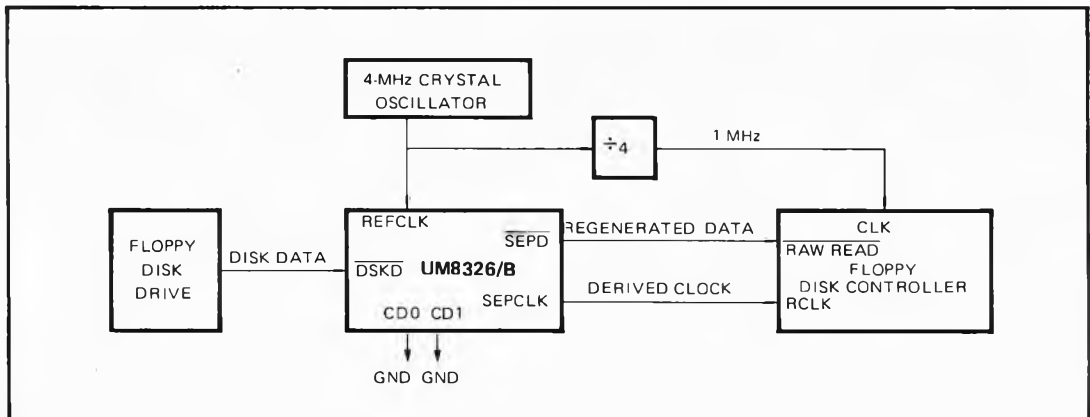 4-MHz CRYSTAL
OSCILLATOR
÷4
1 MHz
REFCLK
SEPD
REGENERATED DATA
CLK
RAW READ
FLOPPY
DISK
DRIVE
DISK DATA
DSKD
UM8326/B
FLOPPY
DISK CONTROLLER
SEPCLK
DERIVED CLOCK
RCLK
CD0 CD1
GND GND